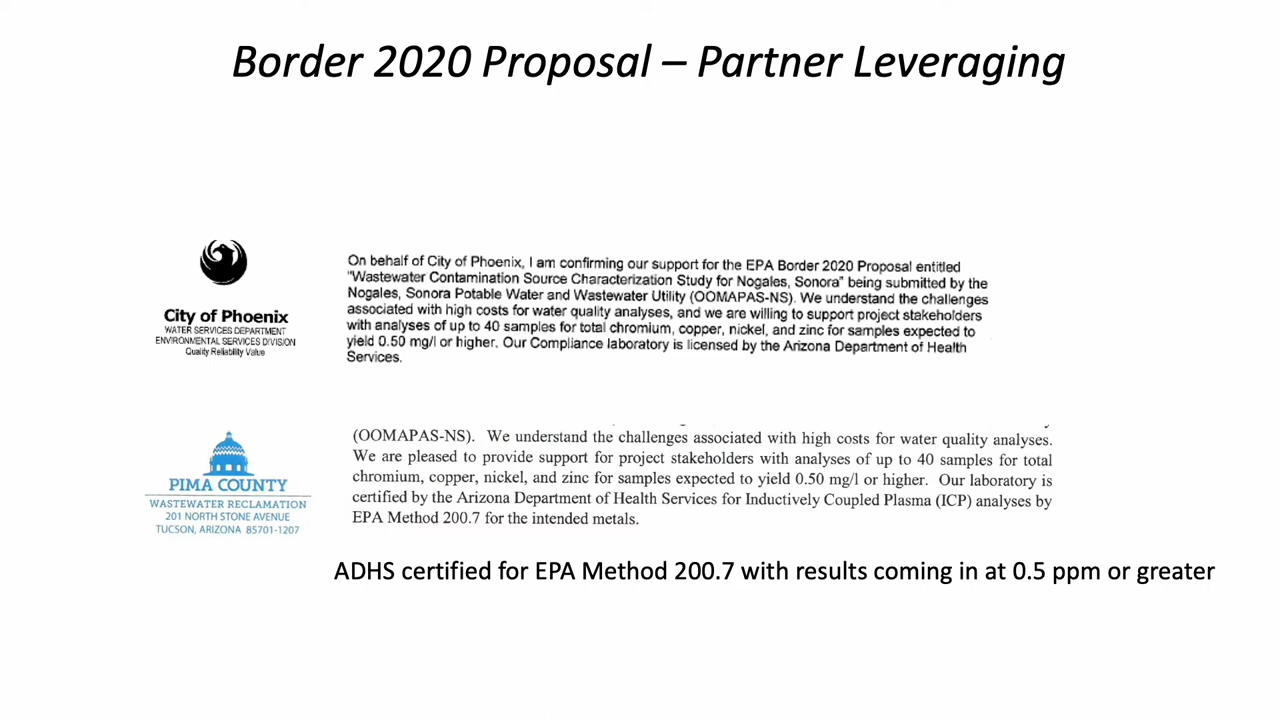 Border 2020 Proposal – Partner Leveraging
City of Phoenix
WATER SERVICES DEPARTMENT
ENVIRONMENTAL SERVICES DIVISION
Quality Reliability Value
On behalf of City of Phoenix, I am confirming our support for the EPA Border 2020 Proposal entitled
"Wastewater Contamination Source Characterization Study for Nogales, Sonora" being submitted by the
Nogales, Sonora Potable Water and Wastewater Utility (OOMAPAS-NS). We understand the challenges
associated with high costs for water quality analyses, and we are willing to support project stakeholders
with analyses of up to 40 samples for total chromium, copper, nickel, and zinc for samples expected to
yield 0.50 mg/l or higher. Our Compliance laboratory is licensed by the Arizona Department of Health
Services.
PIMA COUNTY
WASTEWATER RECLAMATION
201 NORTH STONE AVENUE
TUCSON, ARIZONA 85701-1207
(OOMAPAS-NS). We understand the challenges associated with high costs for water quality analyses.
We are pleased to provide support for project stakeholders with analyses of up to 40 samples for total
chromium, copper, nickel, and zinc for samples expected to yield 0.50 mg/l or higher. Our laboratory is
certified by the Arizona Department of Health Services for Inductively Coupled Plasma (ICP) analyses by
EPA Method 200.7 for the intended metals.
ADHS certified for EPA Method 200.7 with results coming in at 0.5 ppm or greater